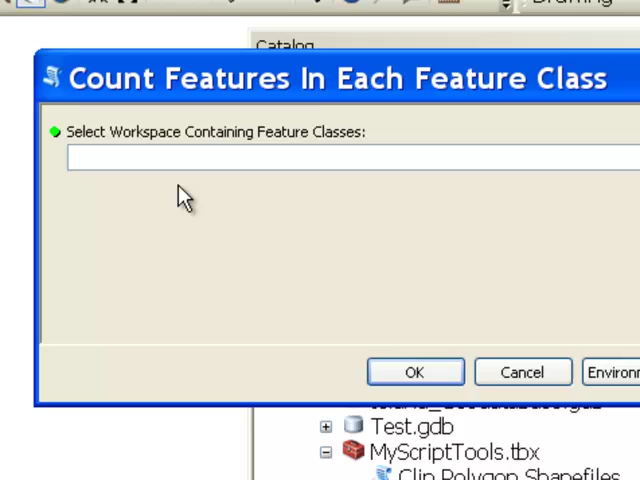 Drawing
Catalog
Count Features In Each Feature Class
Select Workspace Containing Feature Classes:
OK
Cancel
Test.gdb
MyScriptTools.tbx
Clip Polygon Shapefiles